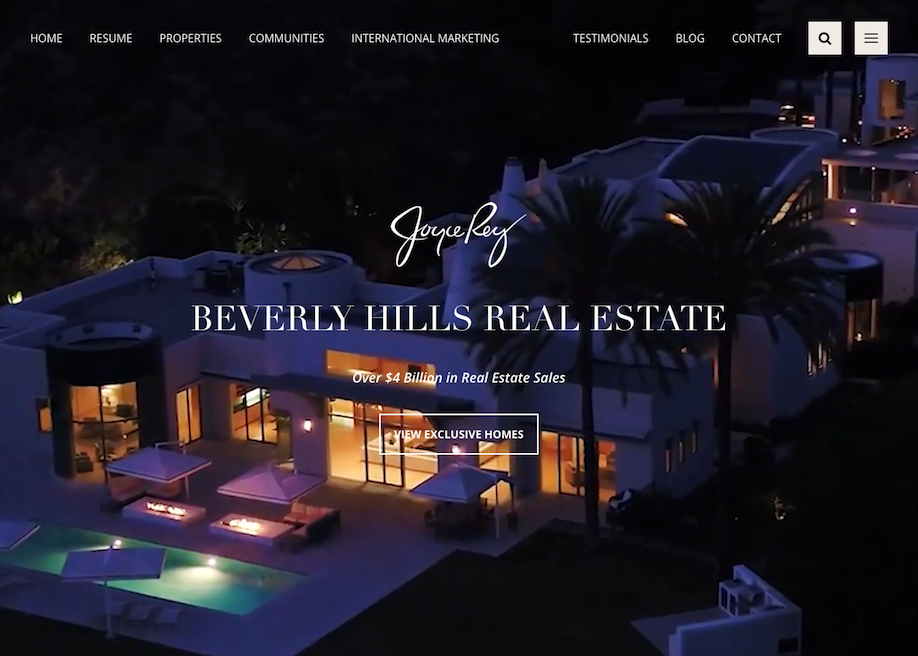 HOME RESUME PROPERTIES COMMUNITIES INTERNATIONAL MARKETING TESTIMONIALS BLOG CONTACT
Joyce Rey
BEVERLY HILLS REAL ESTATE
Over $4 Billion in Real Estate Sales
VIEW EXCLUSIVE HOMES